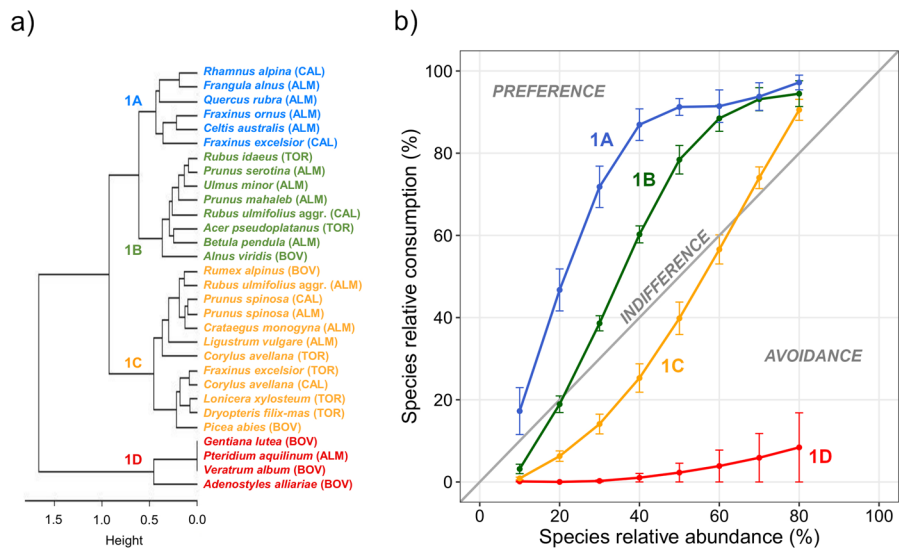 a)
Rhamnus alpina (CAL)
Frangula alnus (ALM)
1A
Quercus rubra (ALM)
Fraxinus ornus (ALM)
Celtis australis (ALM)
Fraxinus excelsior (CAL)
Rubus idaeus (TOR)
Prunus serotina (ALM)
Ulmus minor (ALM)
Prunus mahaleb (ALM)
Rubus ulmifolius aggr. (CAL)
Acer pseudoplatanus (TOR)
Betula pendula (ALM)
1B
Alnus viridis (BOV)
Rumex alpinus (BOV)
Rubus ulmifolius aggr. (ALM)
Prunus spinosa (CAL)
Prunus spinosa (ALM)
Crataegus monogyna (ALM)
Ligustrum vulgare (ALM)
Corylus avellana (TOR)
1C
Fraxinus excelsior (TOR)
Corylus avellana (CAL)
Lonicera xylosteum (TOR)
Dryopteris filix-mas (TOR)
Picea abies (BOV)
Gentiana lutea (BOV)
Pteridium aquilinum (ALM)
1D
Veratrum album (BOV)
Adenostyles alliariae (BOV)
1.5 1.0 0.5 0.0
Height
b)
Species relative consumption (%)
100
80
60
40
20
0
PREFERENCE
1A
1B
INDIFFERENCE
1C
AVOIDANCE
1D
0 20 40 60 80 100
Species relative abundance (%)